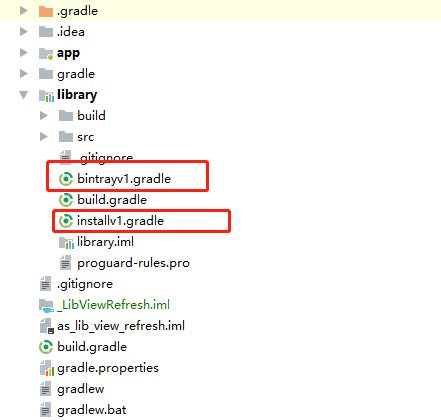 .gradle
.idea
app
gradle
library
build
src
.gitignore
bintrayv1.gradle
build.gradle
installv1.gradle
library.iml
proguard-rules.pro
.gitignore
_LibViewRefresh.iml
as_lib_view_refresh.iml
build.gradle
gradle.properties
gradlew
gradlew.bat